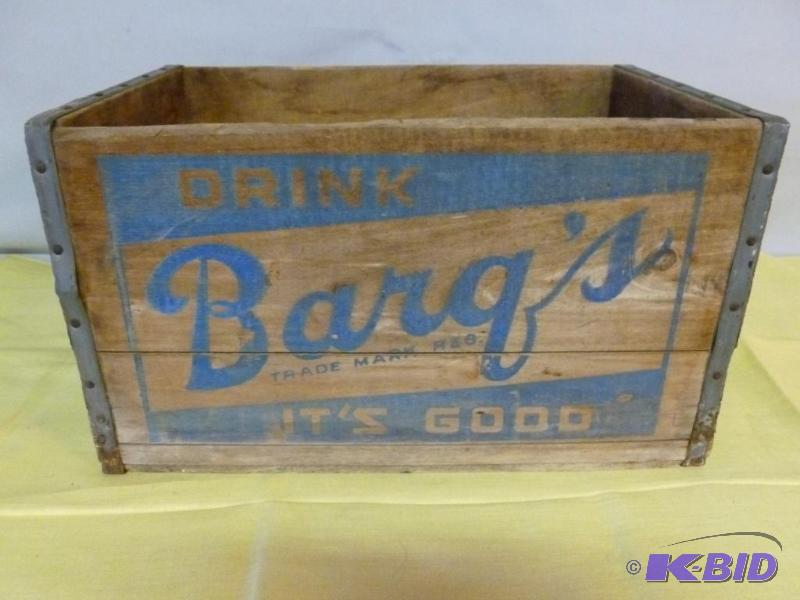 DRINK
Barq's
TRADE MARK REG.
IT'S GOOD
© K-BID